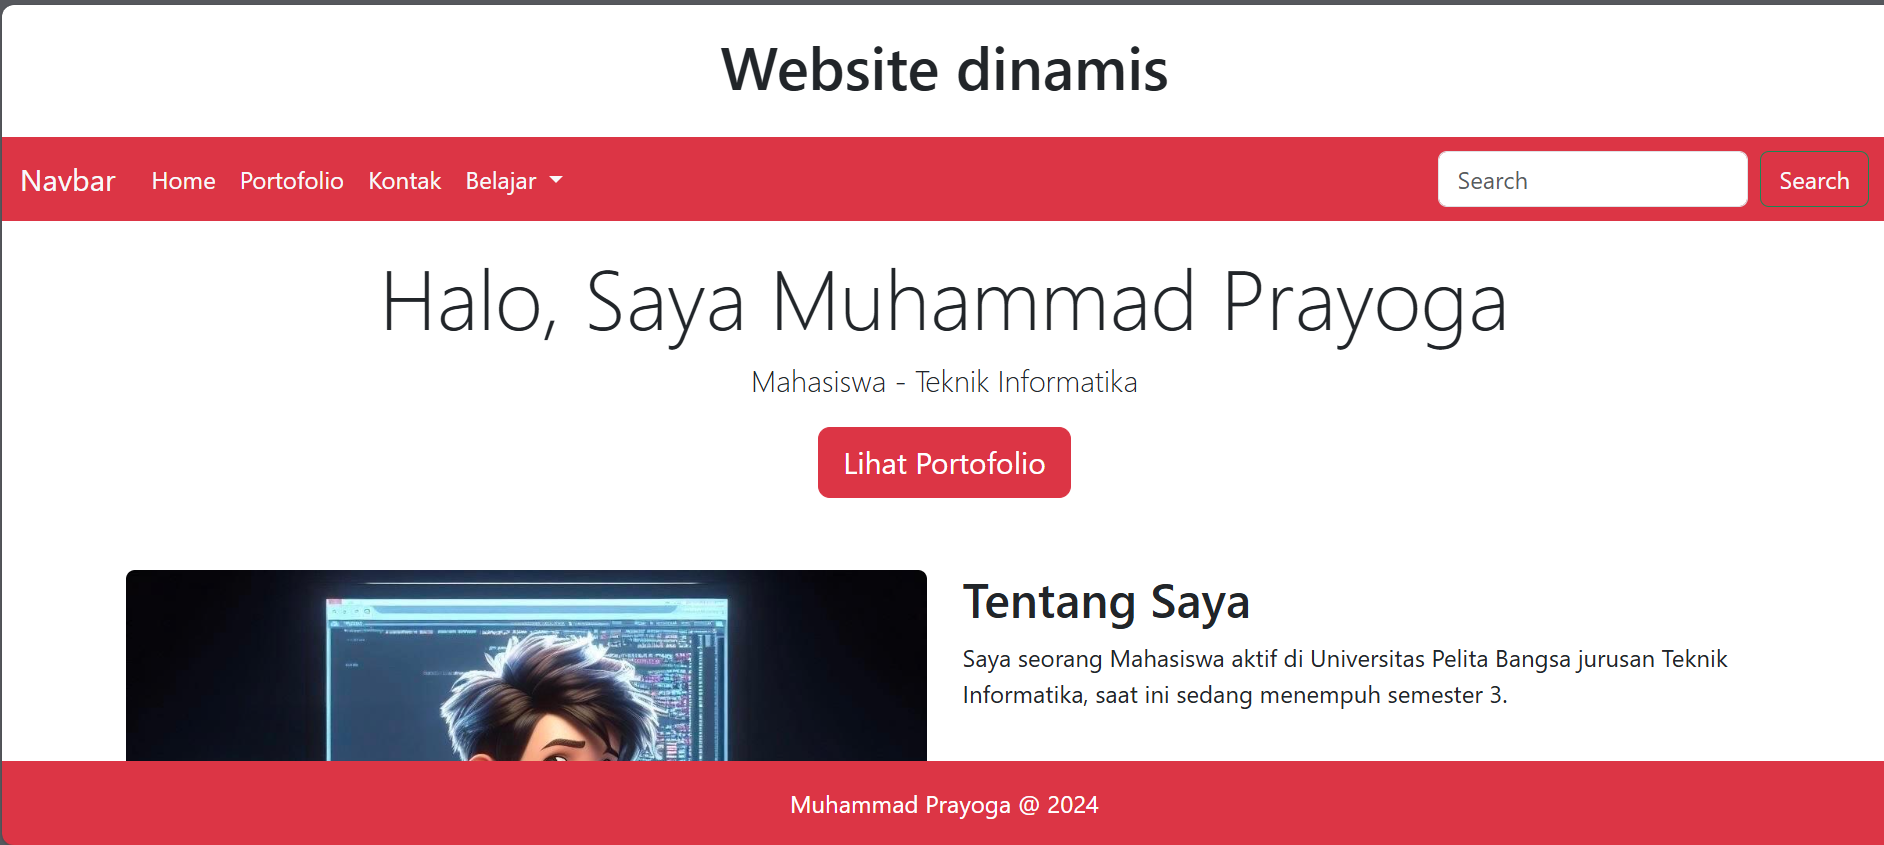 Website dinamis
Navbar Home Portofolio Kontak Belajar Search Search
Halo, Saya Muhammad Prayoga
Mahasiswa - Teknik Informatika
Lihat Portofolio
Tentang Saya
Saya seorang Mahasiswa aktif di Universitas Pelita Bangsa jurusan Teknik
Informatika, saat ini sedang menempuh semester 3.
Muhammad Prayoga @ 2024